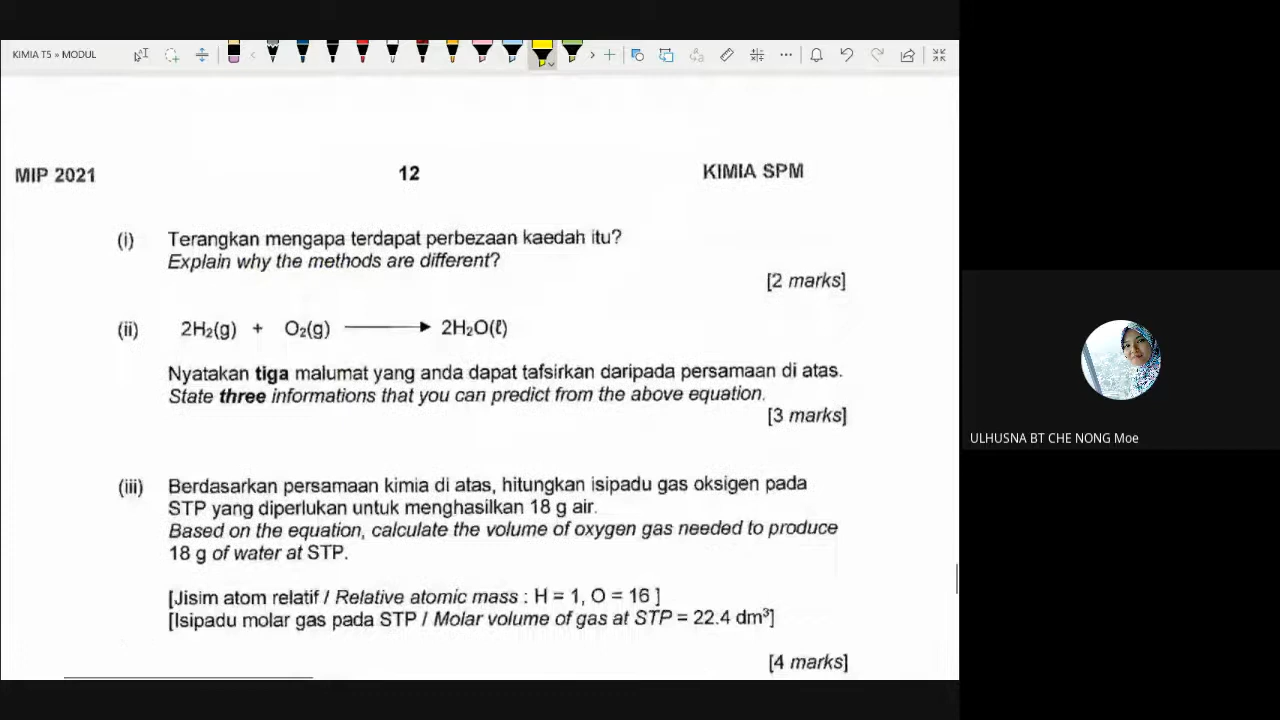 KIMIA T5 » MODUL
MIP 2021
12
KIMIA SPM
(i) Terangkan mengapa terdapat perbezaan kaedah itu?
Explain why the methods are different?
[2 marks]
(ii) 2H₂(g) + O₂(g) ⟶ 2H₂O(ℓ)
Nyatakan tiga malumat yang anda dapat tafsirkan daripada persamaan di atas.
State three informations that you can predict from the above equation.
[3 marks]
(iii) Berdasarkan persamaan kimia di atas, hitungkan isipadu gas oksigen pada
STP yang diperlukan untuk menghasilkan 18 g air.
Based on the equation, calculate the volume of oxygen gas needed to produce
18 g of water at STP.
[Jisim atom relatif / Relative atomic mass : H = 1, O = 16 ]
[Isipadu molar gas pada STP / Molar volume of gas at STP = 22.4 dm³]
[4 marks]
ULHUSNA BT CHE NONG Moe